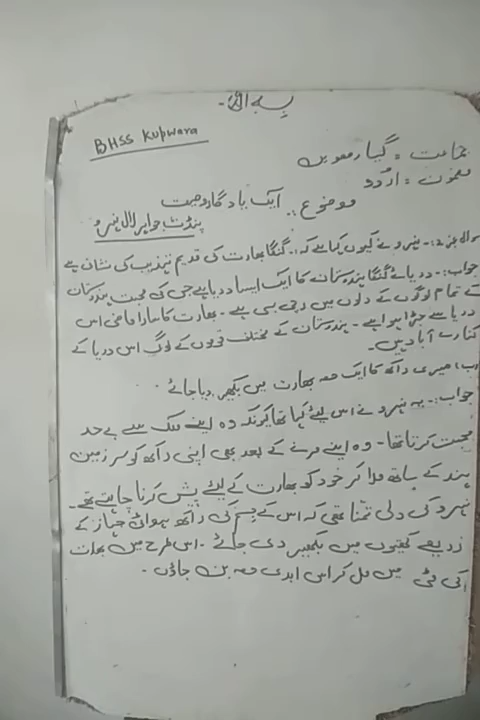 بسم اللہ۔
BHSS Kupwara
جماعت = گیارھویں
مضمون = اُردو
موضوع :۔ ایک یادگار وصیت
پنڈت جواہر لال نہرو
سوال نمبر 2:۔ نہرو نے کیوں کہا ہے کہ :۔ گنگا بھارت کی قدیم تہذیب کی نشانی ہے
جواب:۔ دریائے گنگا ہندوستان کا ایک ایسا دریا ہے جس کی محبت ہندوستان
کے تمام لوگوں کے دلوں میں رچی بسی ہے۔ بھارت کا سارا ماضی اس
دریا سے جڑا ہوا ہے۔ ہندوستان کے مختلف قوموں کے لوگ اس دریا کے
کنارے آباد ہیں۔
ب، میری راکھ کا ایک حصہ بھارت میں بکھیر دیا جائے۔
جواب:۔ یہ نہرو نے اس لیئے کہا تھا کیونکہ وہ اپنے ملک سے بے حد
محبت کرتا تھا۔ وہ اپنے مرنے کے بعد بھی اپنی راکھ کو سرزمین
ہند کے ساتھ ملا کر خود کو بھارت کے لیئے پیش کرنا چاہتے تھے۔
نہرو کی دلی تمنا تھی کہ اس کے جسم کی راکھ ہوائی جہاز کے
ذریعے کھیتوں میں بکھیر دی جائے۔ اس طرح میں بھارت
کی مٹی میں مل کر اس ابدی حصہ بن جاؤں۔